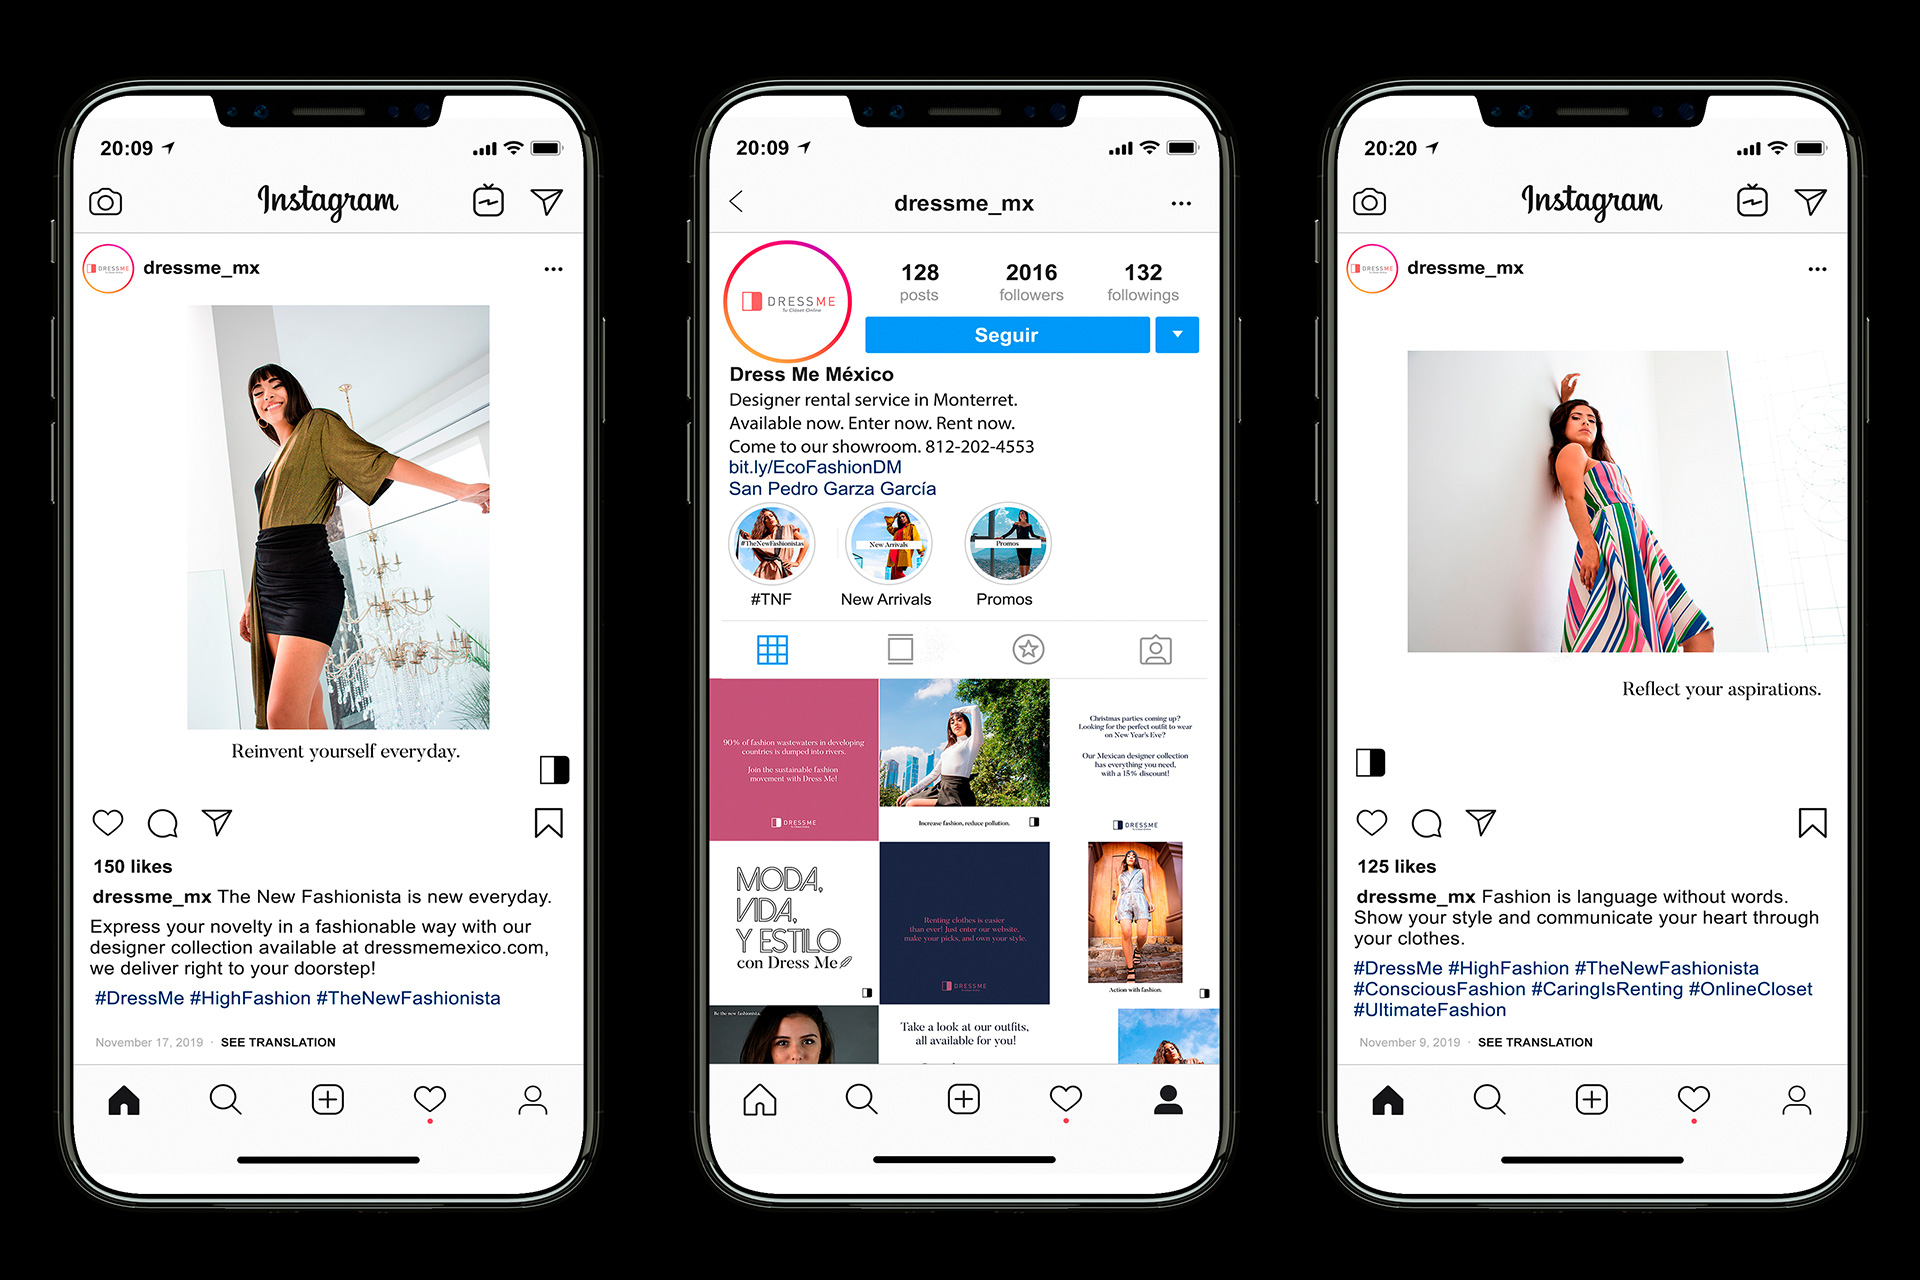 20:09
Instagram
DRESSME
dressme_mx
Reinvent yourself everyday.
150 likes
dressme_mx The New Fashionista is new everyday.
Express your novelty in a fashionable way with our
designer collection available at dressmemexico.com,
we deliver right to your doorstep!
#DressMe #HighFashion #TheNewFashionista
November 17, 2019 · SEE TRANSLATION
20:09
dressme_mx
DRESSME
Tu Clóset Online
128 2016 132
posts followers followings
Seguir
Dress Me México
Designer rental service in Monterret.
Available now. Enter now. Rent now.
Come to our showroom. 812-202-4553
bit.ly/EcoFashionDM
San Pedro Garza García
#TheNewFashionistas
New Arrivals
Promos
#TNF New Arrivals Promos
90% of fashion wastewaters in developing
countries is dumped into rivers.
Join the sustainable fashion
movement with Dress Me!
DRESSME
Increase fashion, reduce pollution.
Christmas parties coming up?
Looking for the perfect outfit to wear
on New Year's Eve?
Our Mexican designer collection
has everything you need,
with a 15% discount!
DRESSME
MODA,
VIDA,
Y ESTILO
con Dress Me
Renting clothes is easier
than ever! Just enter our website,
make your picks, and own your style.
DRESSME
Action with fashion.
Be the new fashionista.
Take a look at our outfits,
all available for you!
20:20
Instagram
DRESSME
dressme_mx
Reflect your aspirations.
125 likes
dressme_mx Fashion is language without words.
Show your style and communicate your heart through
your clothes.
#DressMe #HighFashion #TheNewFashionista
#ConsciousFashion #CaringIsRenting #OnlineCloset
#UltimateFashion
November 9, 2019 · SEE TRANSLATION